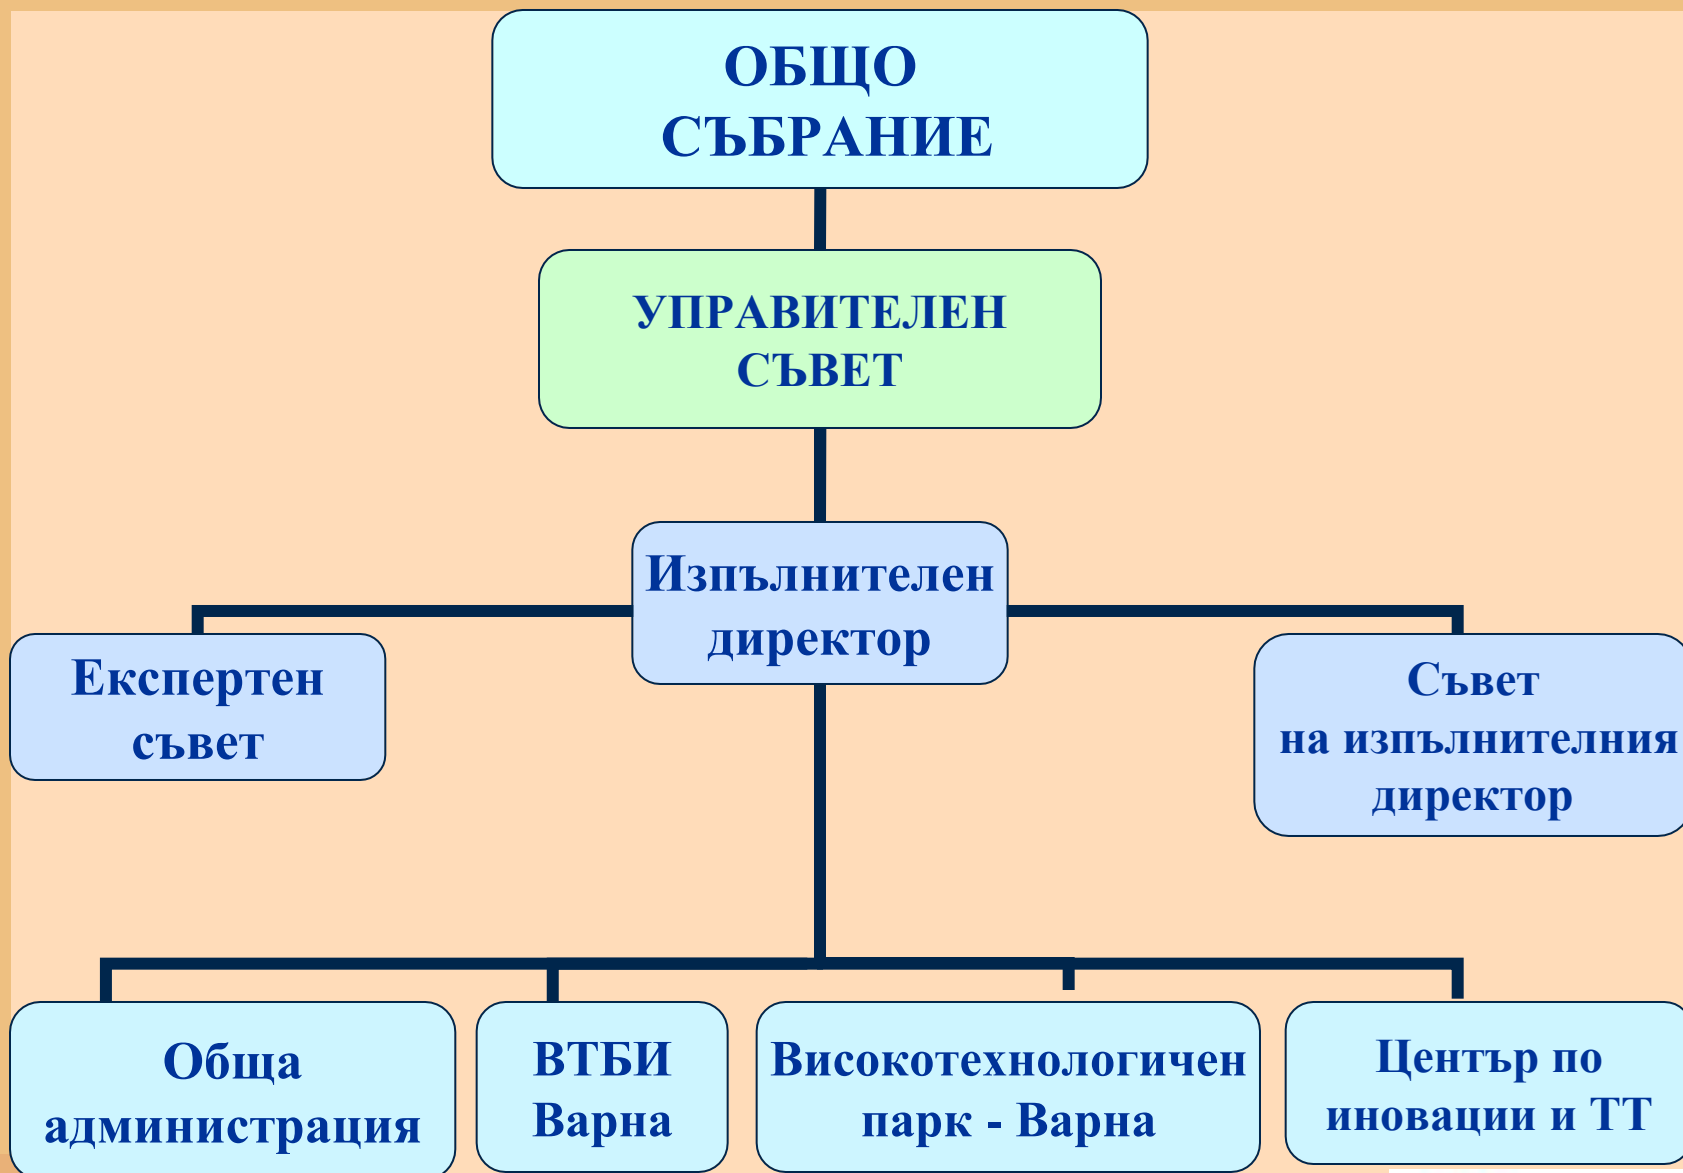 ОБЩО
СЪБРАНИЕ
УПРАВИТЕЛЕН
СЪВЕТ
Изпълнителен
директор
Експертен
съвет
Съвет
на изпълнителния
директор
Обща
администрация
ВТБИ
Варна
Високотехнологичен
парк - Варна
Център по
иновации и ТТ